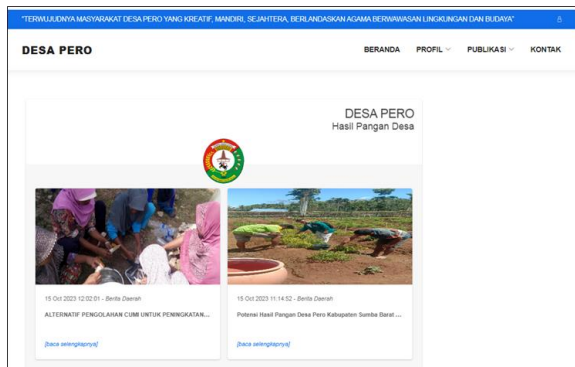 "TERWUJUDNYA MASYARAKAT DESA PERO YANG KREATIF, MANDIRI, SEJAHTERA, BERLANDASKAN AGAMA BERWAWASAN LINGKUNGAN DAN BUDAYA"
DESA PERO
BERANDA PROFIL PUBLIKASI KONTAK
DESA PERO
Hasil Pangan Desa
15 Oct 2023 12:02:01 - Berita Daerah
ALTERNATIF PENGOLAHAN CUMI UNTUK PENINGKATAN...
[baca selengkapnya]
15 Oct 2023 11:14:52 - Berita Daerah
Potensi Hasil Pangan Desa Pero Kabupaten Sumba Barat ...
[baca selengkapnya]